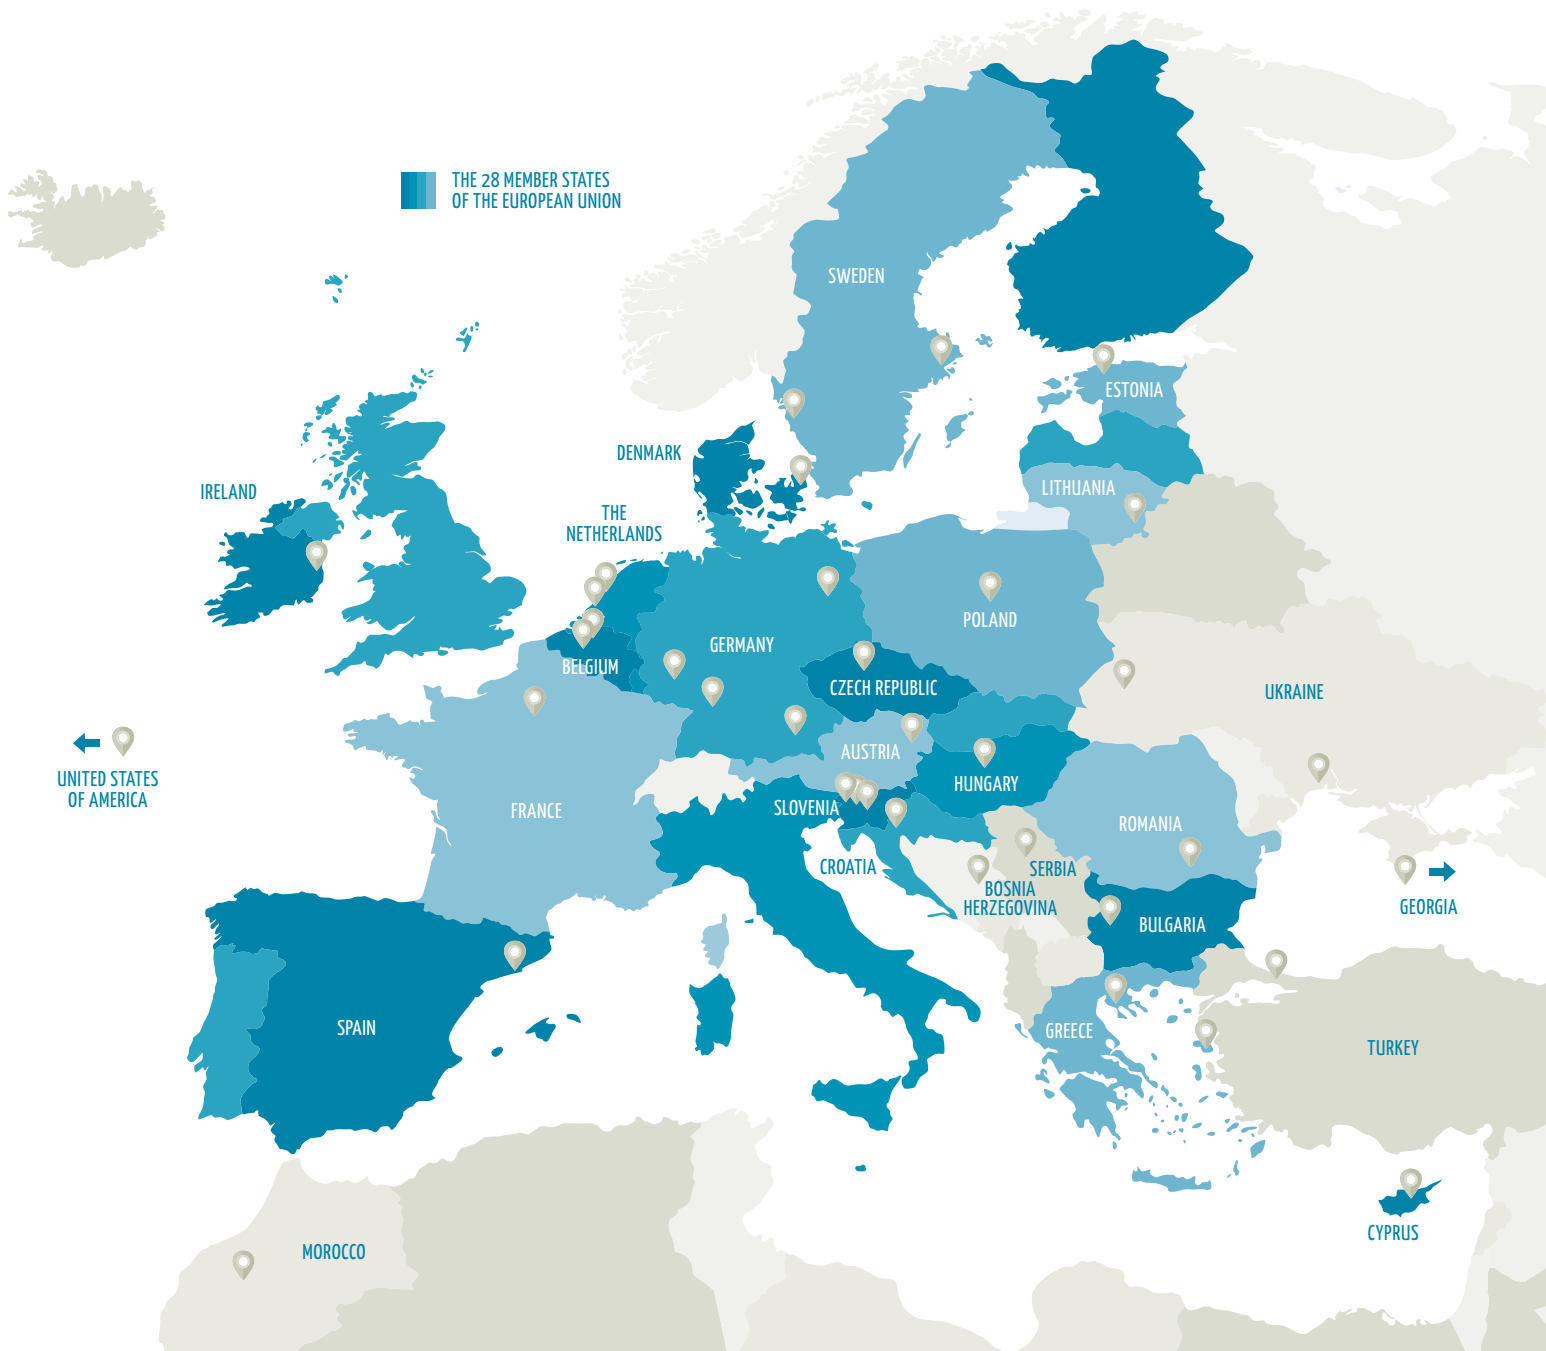 THE 28 MEMBER STATES
OF THE EUROPEAN UNION
SWEDEN
ESTONIA
DENMARK
LITHUANIA
IRELAND
THE
NETHERLANDS
POLAND
GERMANY
BELGIUM
CZECH REPUBLIC
UKRAINE
AUSTRIA
UNITED STATES
OF AMERICA
HUNGARY
SLOVENIA
FRANCE
ROMANIA
CROATIA
SERBIA
BOSNIA
HERZEGOVINA
GEORGIA
BULGARIA
SPAIN
GREECE
TURKEY
CYPRUS
MOROCCO